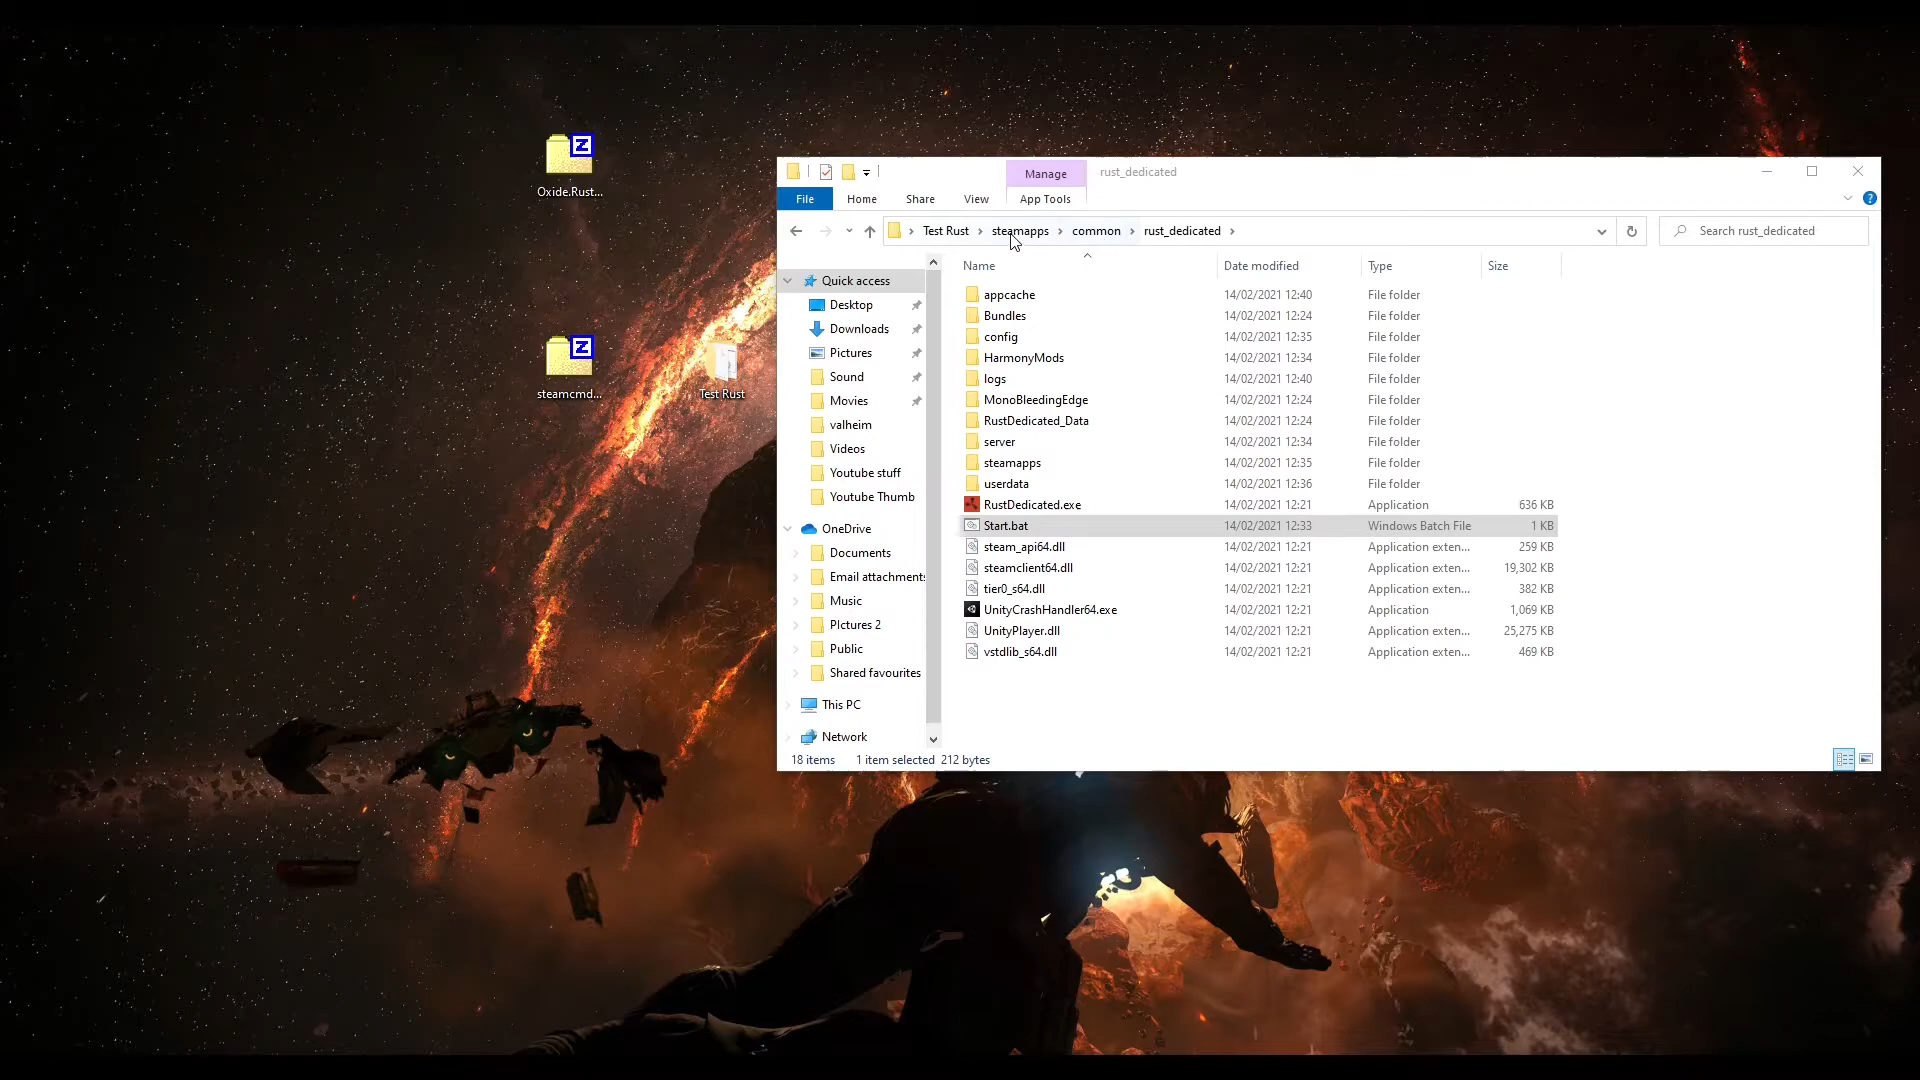 Oxide.Rust...
steamcmd...
Test Rust
Manage
rust_dedicated
File
Home
Share
View
App Tools
Test Rust
steamapps
common
rust_dedicated
Search rust_dedicated
Quick access
Desktop
Downloads
Pictures
Sound
Movies
valheim
Videos
Youtube stuff
Youtube Thumb
OneDrive
Documents
Email attachments
Music
PIctures 2
Public
Shared favourites
This PC
Network
Name Date modified Type Size
appcache 14/02/2021 12:40 File folder
Bundles 14/02/2021 12:24 File folder
config 14/02/2021 12:35 File folder
HarmonyMods 14/02/2021 12:34 File folder
logs 14/02/2021 12:40 File folder
MonoBleedingEdge 14/02/2021 12:24 File folder
RustDedicated_Data 14/02/2021 12:24 File folder
server 14/02/2021 12:34 File folder
steamapps 14/02/2021 12:35 File folder
userdata 14/02/2021 12:36 File folder
RustDedicated.exe 14/02/2021 12:21 Application 636 KB
Start.bat 14/02/2021 12:33 Windows Batch File 1 KB
steam_api64.dll 14/02/2021 12:21 Application exten... 259 KB
steamclient64.dll 14/02/2021 12:21 Application exten... 19,302 KB
tier0_s64.dll 14/02/2021 12:21 Application exten... 382 KB
UnityCrashHandler64.exe 14/02/2021 12:21 Application 1,069 KB
UnityPlayer.dll 14/02/2021 12:21 Application exten... 25,275 KB
vstdlib_s64.dll 14/02/2021 12:21 Application exten... 469 KB
18 items 1 item selected 212 bytes